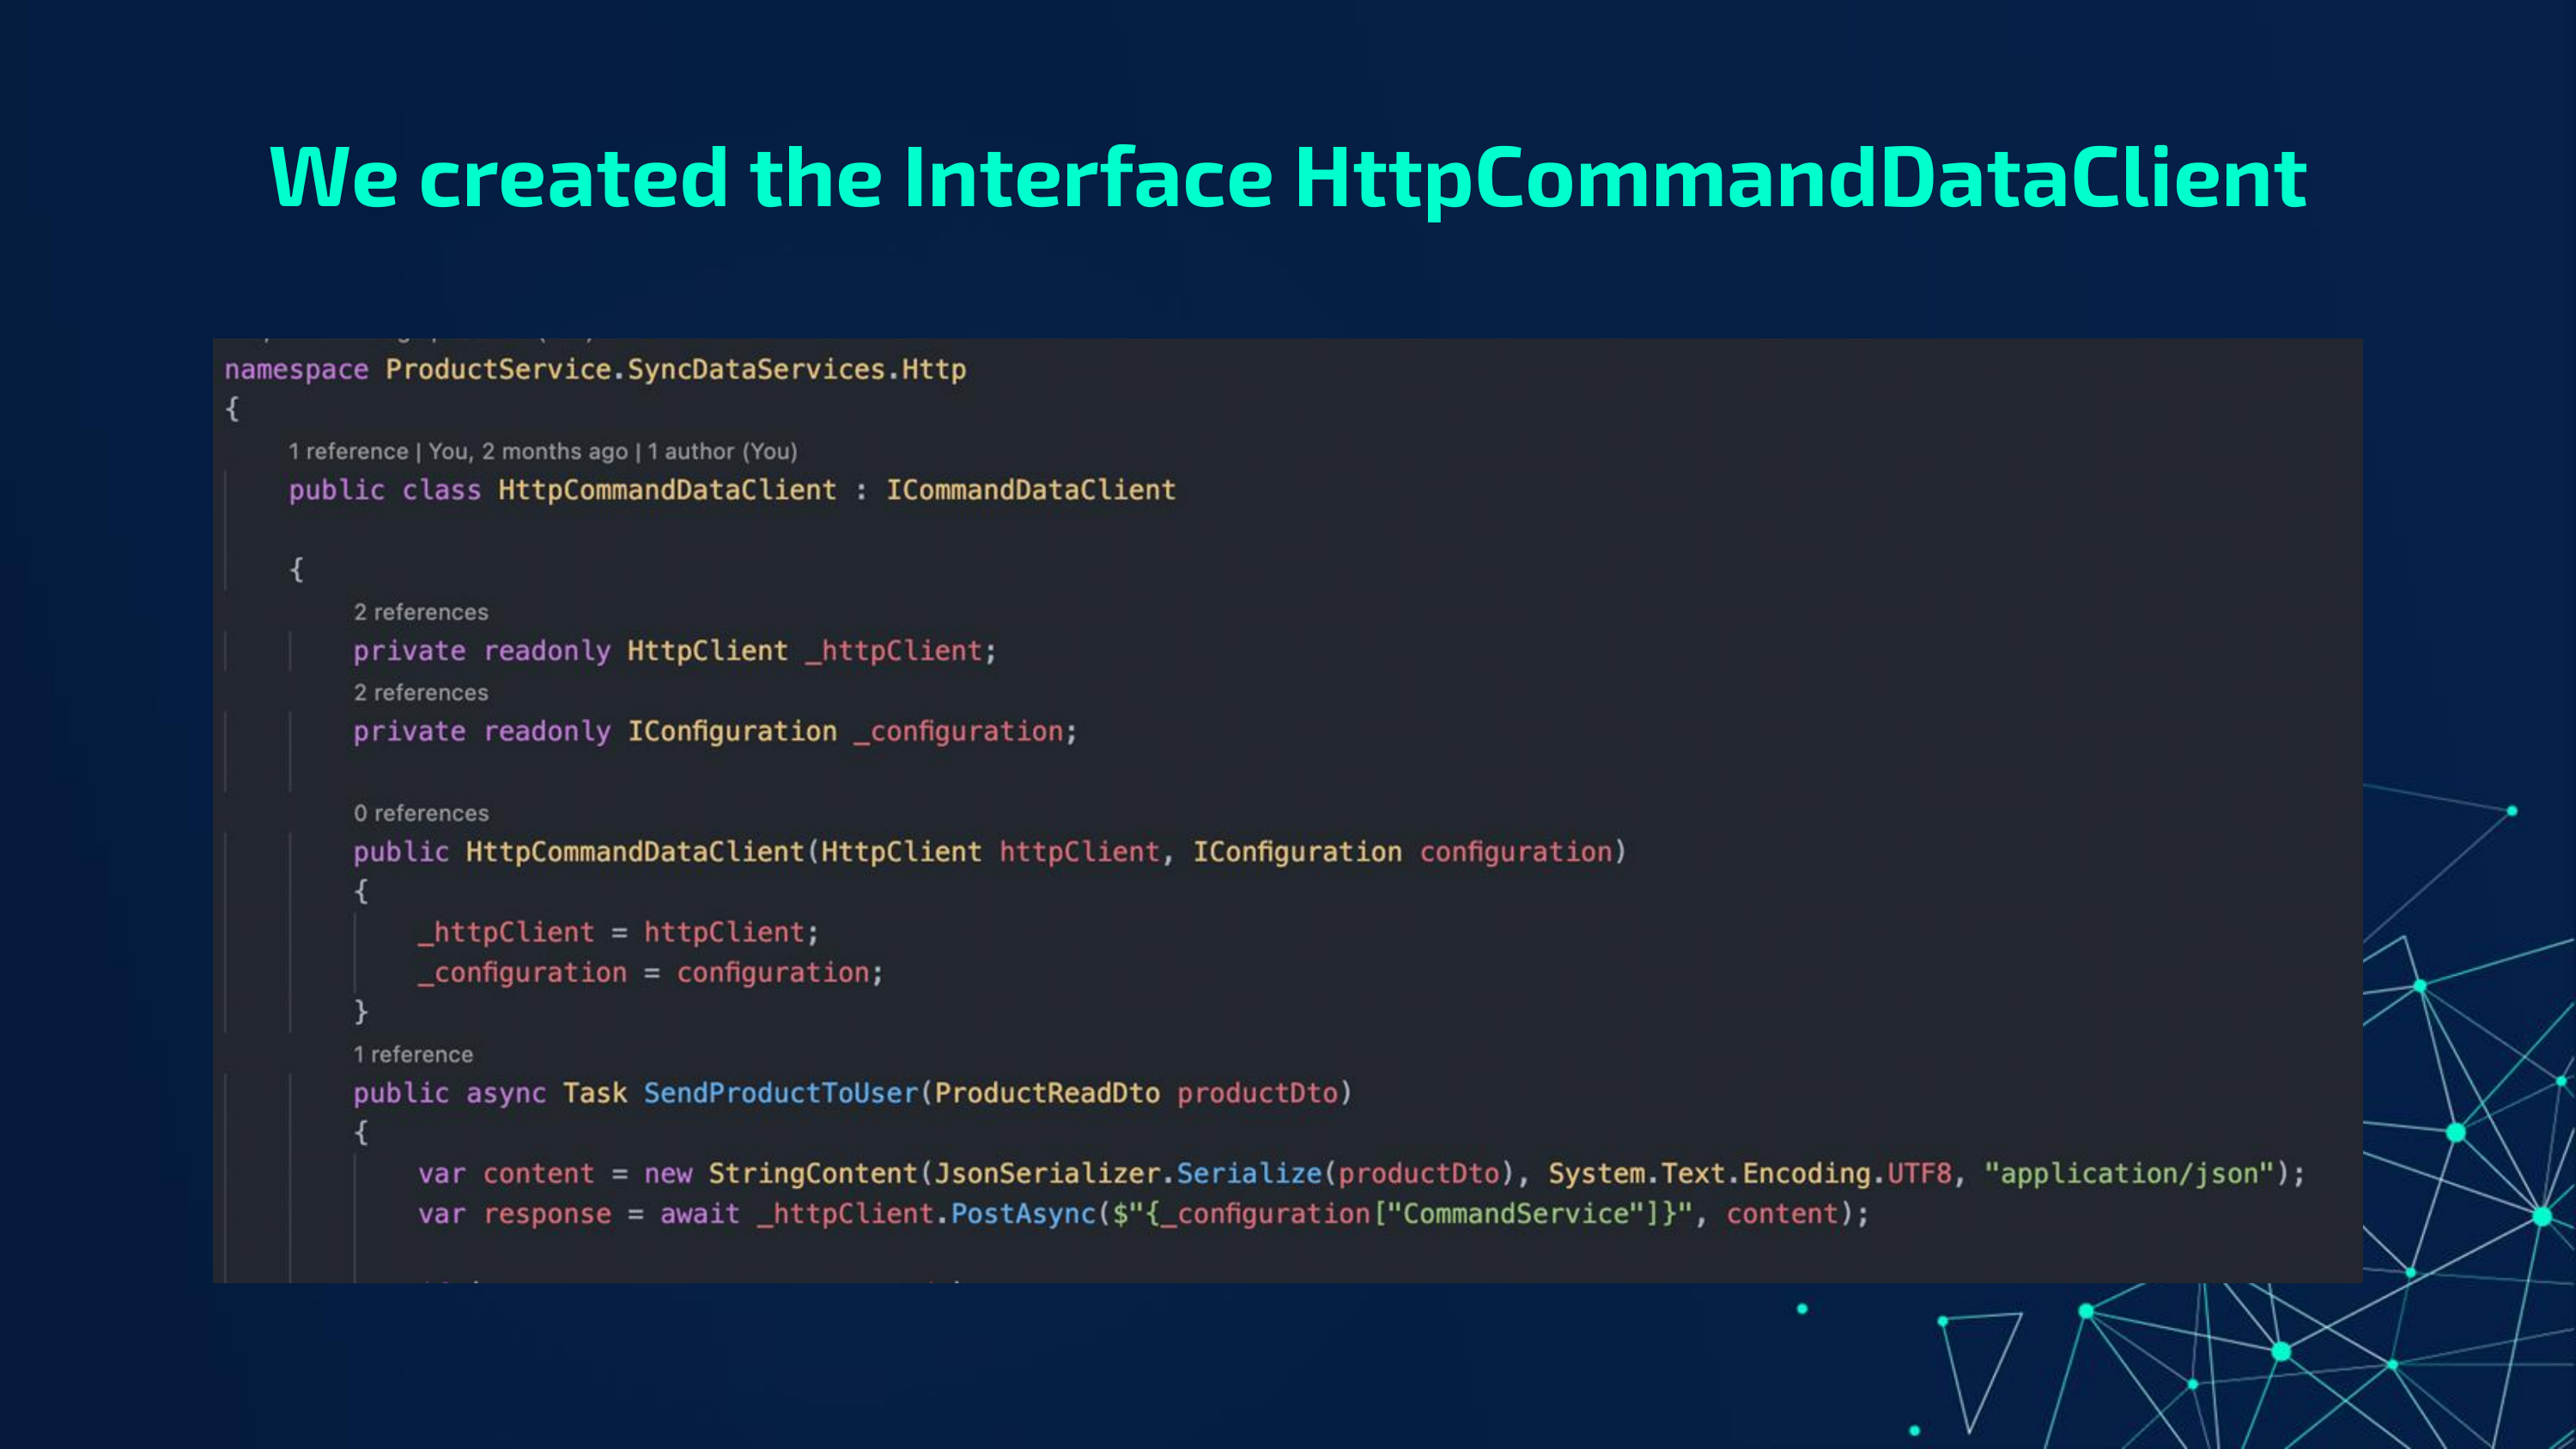 We created the Interface HttpCommandDataClient
namespace ProductService.SyncDataServices.Http
{
1 reference | You, 2 months ago | 1 author (You)
public class HttpCommandDataClient : ICommandDataClient
{
2 references
private readonly HttpClient _httpClient;
2 references
private readonly IConfiguration _configuration;
0 references
public HttpCommandDataClient(HttpClient httpClient, IConfiguration configuration)
{
_httpClient = httpClient;
_configuration = configuration;
}
1 reference
public async Task SendProductToUser(ProductReadDto productDto)
{
var content = new StringContent(JsonSerializer.Serialize(productDto), System.Text.Encoding.UTF8, "application/json");
var response = await _httpClient.PostAsync($"{_configuration["CommandService"]}", content);